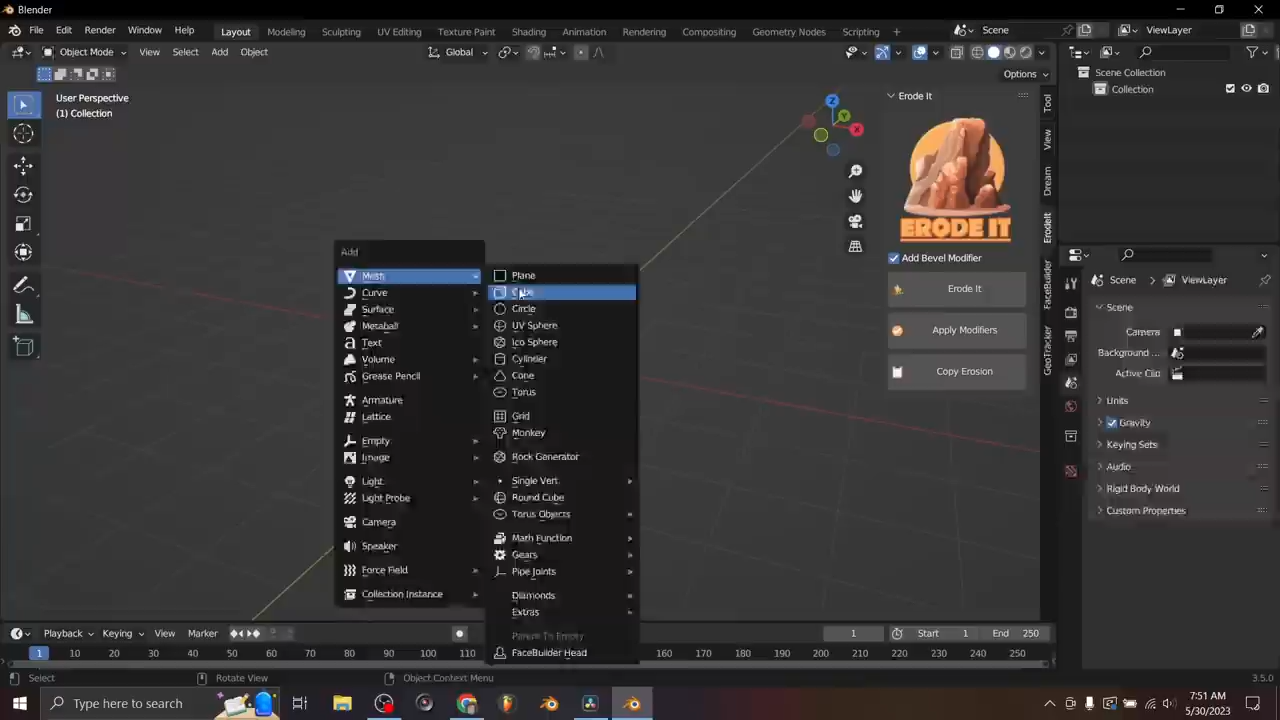 Blender
File Edit Render Window Help
Layout Modeling Sculpting UV Editing Texture Paint Shading Animation Rendering Compositing Geometry Nodes Scripting +
Scene
ViewLayer
Object Mode View Select Add Object
Global
Options
User Perspective
(1) Collection
Z
Y
X
Erode It
ERODE IT
Add Bevel Modifier
Erode It
Apply Modifiers
Copy Erosion
Tool
View
Dream
ErodeIt
FaceBuilder
GeoTracker
Scene Collection
Collection
Scene
ViewLayer
Scene
Camera
Background ...
Active Clip
Units
Gravity
Keying Sets
Audio
Rigid Body World
Custom Properties
Add
Mesh
Curve
Surface
Metaball
Text
Volume
Grease Pencil
Armature
Lattice
Empty
Image
Light
Light Probe
Camera
Speaker
Force Field
Collection Instance
Plane
Cube
Circle
UV Sphere
Ico Sphere
Cylinder
Cone
Torus
Grid
Monkey
Rock Generator
Single Vert
Round Cube
Torus Objects
Math Function
Gears
Pipe Joints
Diamonds
Extras
Parent To Empty
FaceBuilder Head
Playback Keying View Marker
1
Start 1
End 250
1 10 20 30 40 50 60 70 80 90 100 110 160 170 180 190 200 210 220 230 240 250
Select
Rotate View
Object Context Menu
3.5.0
Type here to search
7:51 AM
5/30/2023